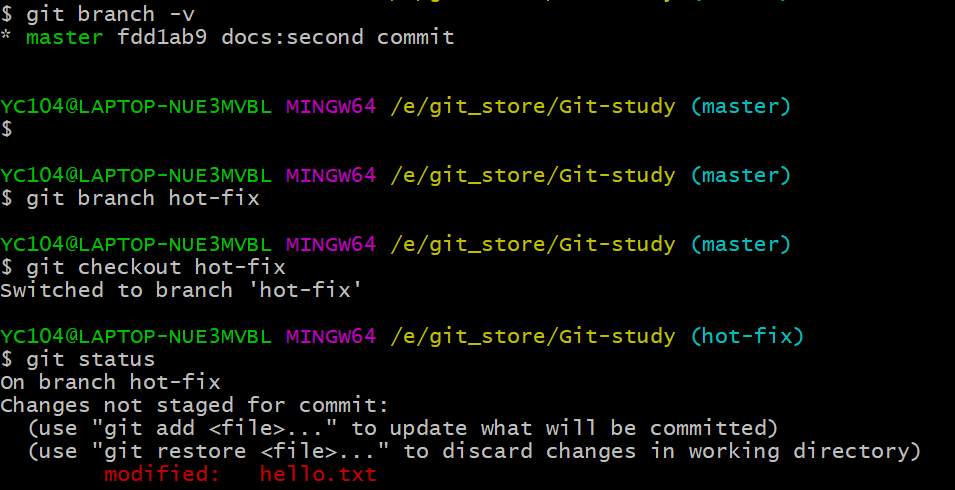 $ git branch -v
* master fdd1ab9 docs:second commit
YC104@LAPTOP-NUE3MVBL MINGW64 /e/git_store/Git-study (master)
$
YC104@LAPTOP-NUE3MVBL MINGW64 /e/git_store/Git-study (master)
$ git branch hot-fix
YC104@LAPTOP-NUE3MVBL MINGW64 /e/git_store/Git-study (master)
$ git checkout hot-fix
Switched to branch 'hot-fix'
YC104@LAPTOP-NUE3MVBL MINGW64 /e/git_store/Git-study (hot-fix)
$ git status
On branch hot-fix
Changes not staged for commit:
  (use "git add <file>..." to update what will be committed)
  (use "git restore <file>..." to discard changes in working directory)
        modified:   hello.txt